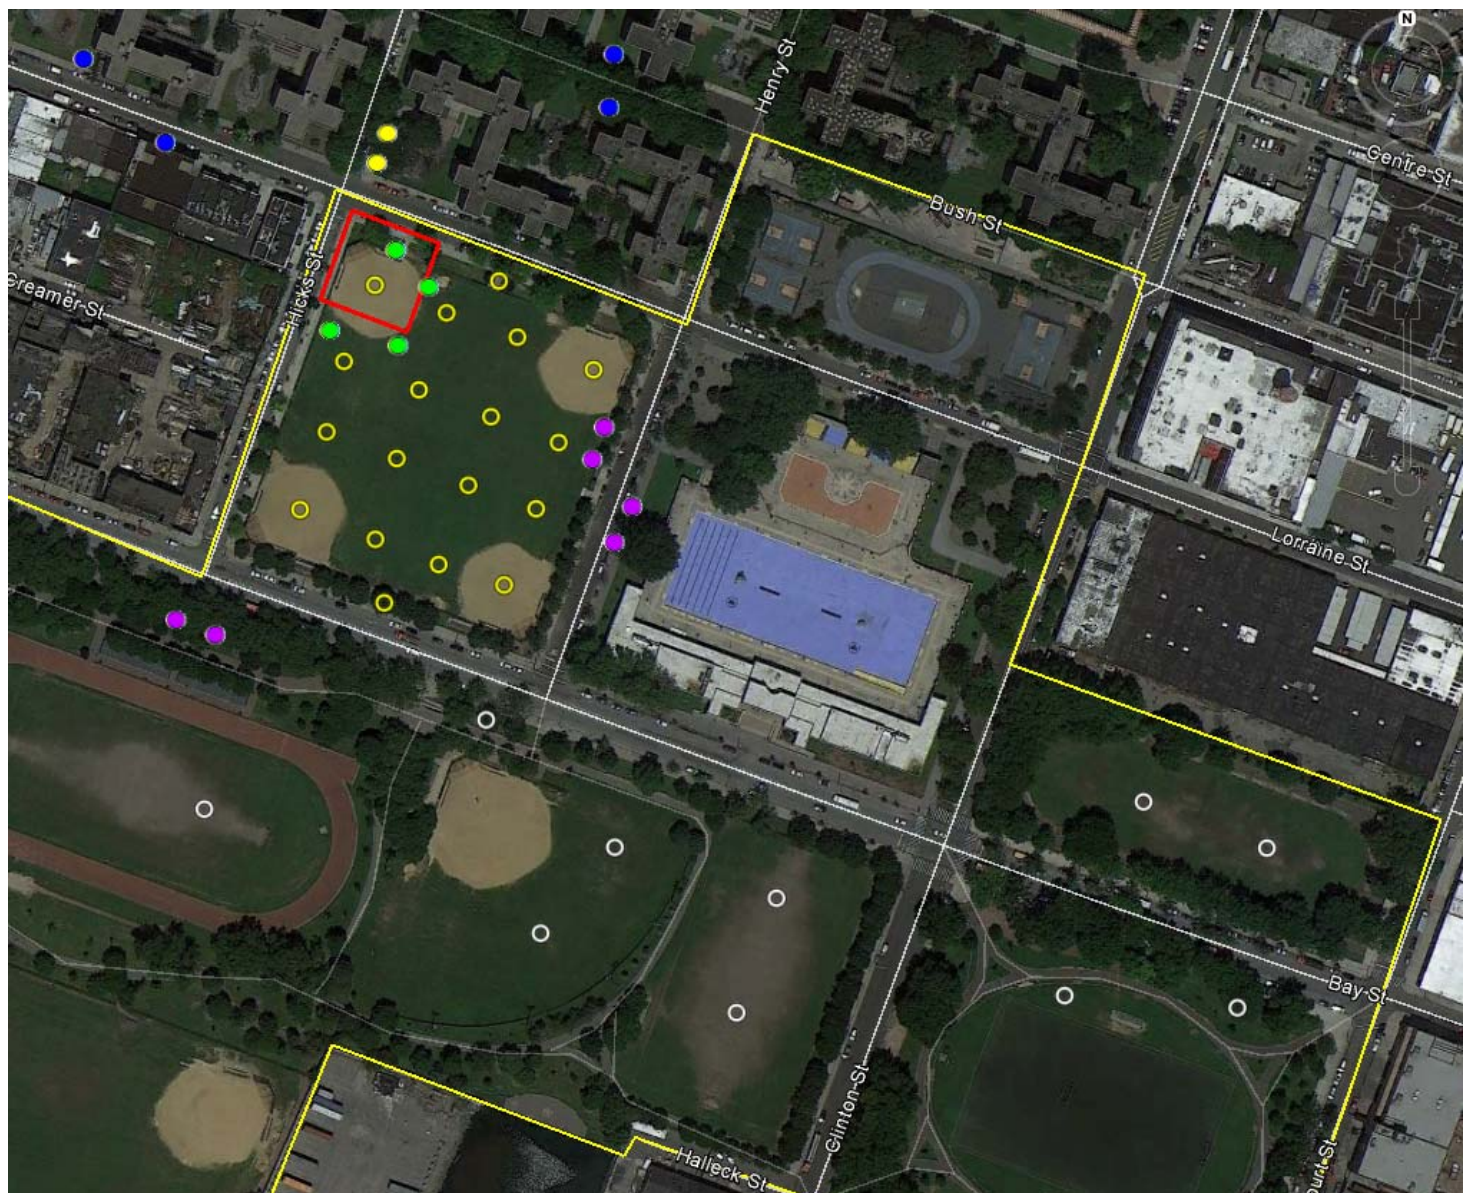 N
Henry St
Centre St
Bush St
Hicks St
Creamer St
Lorraine St
Bay St
Clinton St
Halleck St
ourt St